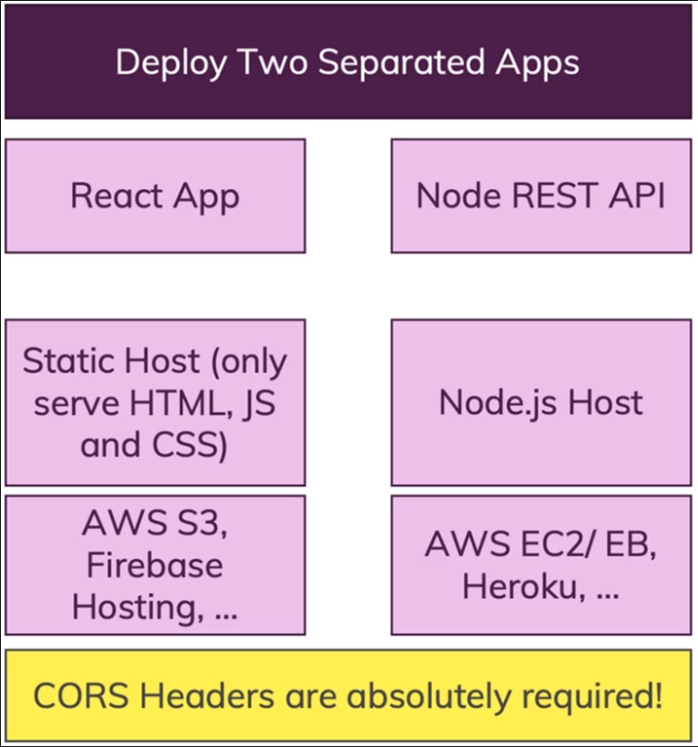 Deploy Two Separated Apps
React App
Node REST API
Static Host (only
serve HTML, JS
and CSS)
Node.js Host
AWS S3,
Firebase
Hosting, ...
AWS EC2/ EB,
Heroku, ...
CORS Headers are absolutely required!